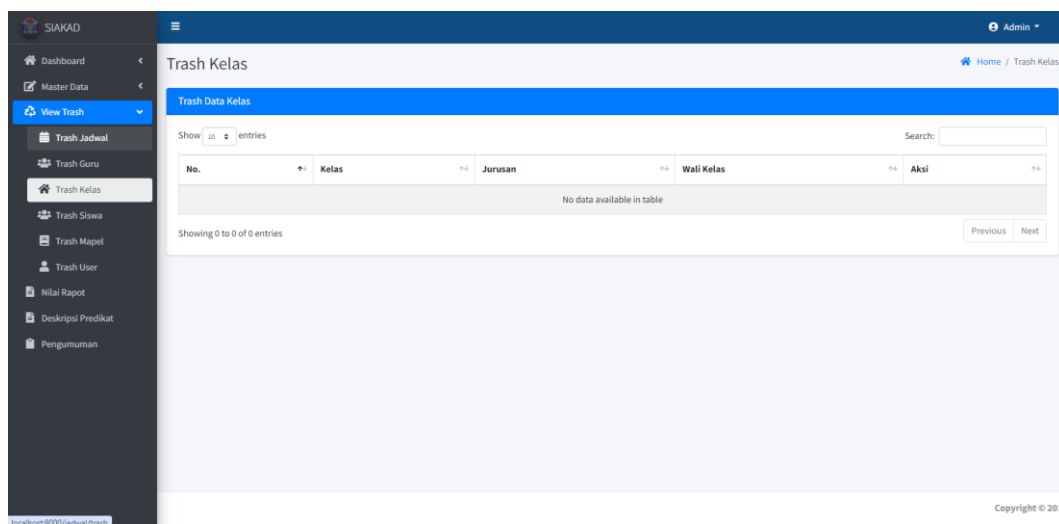 SIAKAD
Admin
Dashboard
Master Data
View Trash
Trash Jadwal
Trash Guru
Trash Kelas
Trash Siswa
Trash Mapel
Trash User
Nilai Rapot
Deskripsi Predikat
Pengumuman
Trash Kelas
Home / Trash Kelas
Trash Data Kelas
Show 10 entries
Search:
No. Kelas Jurusan Wali Kelas Aksi
No data available in table
Showing 0 to 0 of 0 entries
Previous Next
Copyright © 20
localhost:8000/jadwal/trash